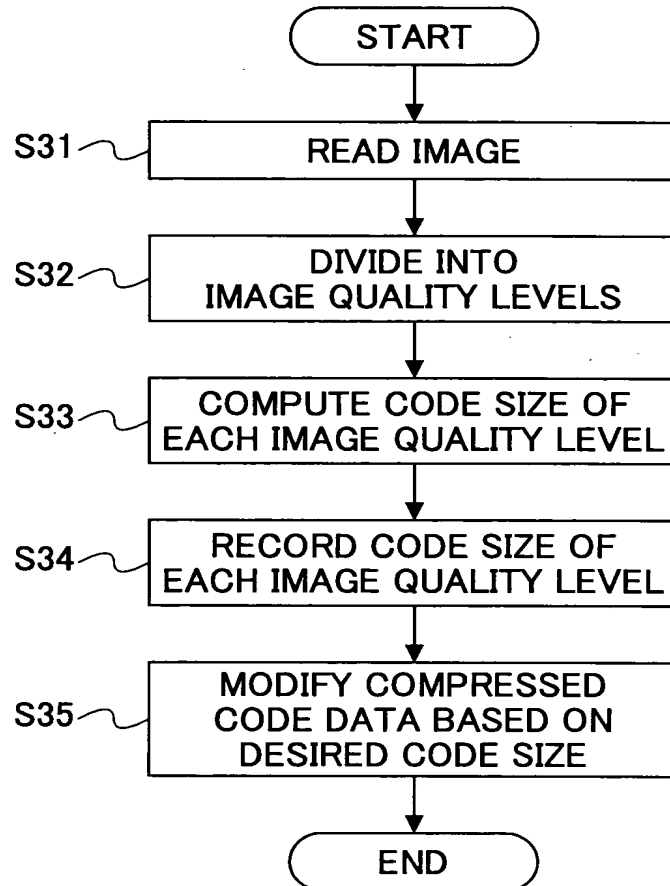 START
S31
READ IMAGE
S32
DIVIDE INTO
IMAGE QUALITY LEVELS
S33
COMPUTE CODE SIZE OF
EACH IMAGE QUALITY LEVEL
S34
RECORD CODE SIZE OF
EACH IMAGE QUALITY LEVEL
S35
MODIFY COMPRESSED
CODE DATA BASED ON
DESIRED CODE SIZE
END